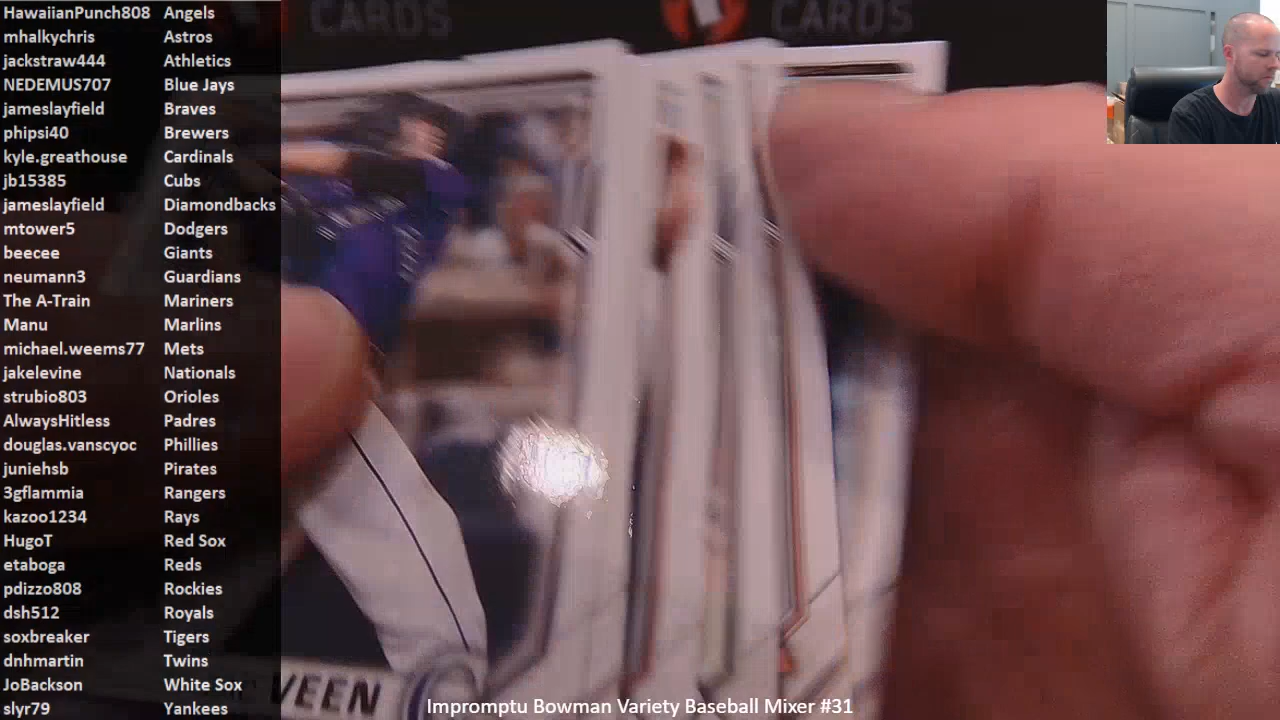 HawaiianPunch808 Angels
mhalkychris Astros
jackstraw444 Athletics
NEDEMUS707 Blue Jays
jameslayfield Braves
phipsi40 Brewers
kyle.greathouse Cardinals
jb15385 Cubs
jameslayfield Diamondbacks
mtower5 Dodgers
beecee Giants
neumann3 Guardians
The A-Train Mariners
Manu Marlins
michael.weems77 Mets
jakelevine Nationals
strubio803 Orioles
AlwaysHitless Padres
douglas.vanscyoc Phillies
juniehsb Pirates
3gflammia Rangers
kazoo1234 Rays
HugoT Red Sox
etaboga Reds
pdizzo808 Rockies
dsh512 Royals
soxbreaker Tigers
dnhmartin Twins
JoBackson White Sox
slyr79 Yankees
CARDS CARDS
VEEN
Impromptu Bowman Variety Baseball Mixer #31